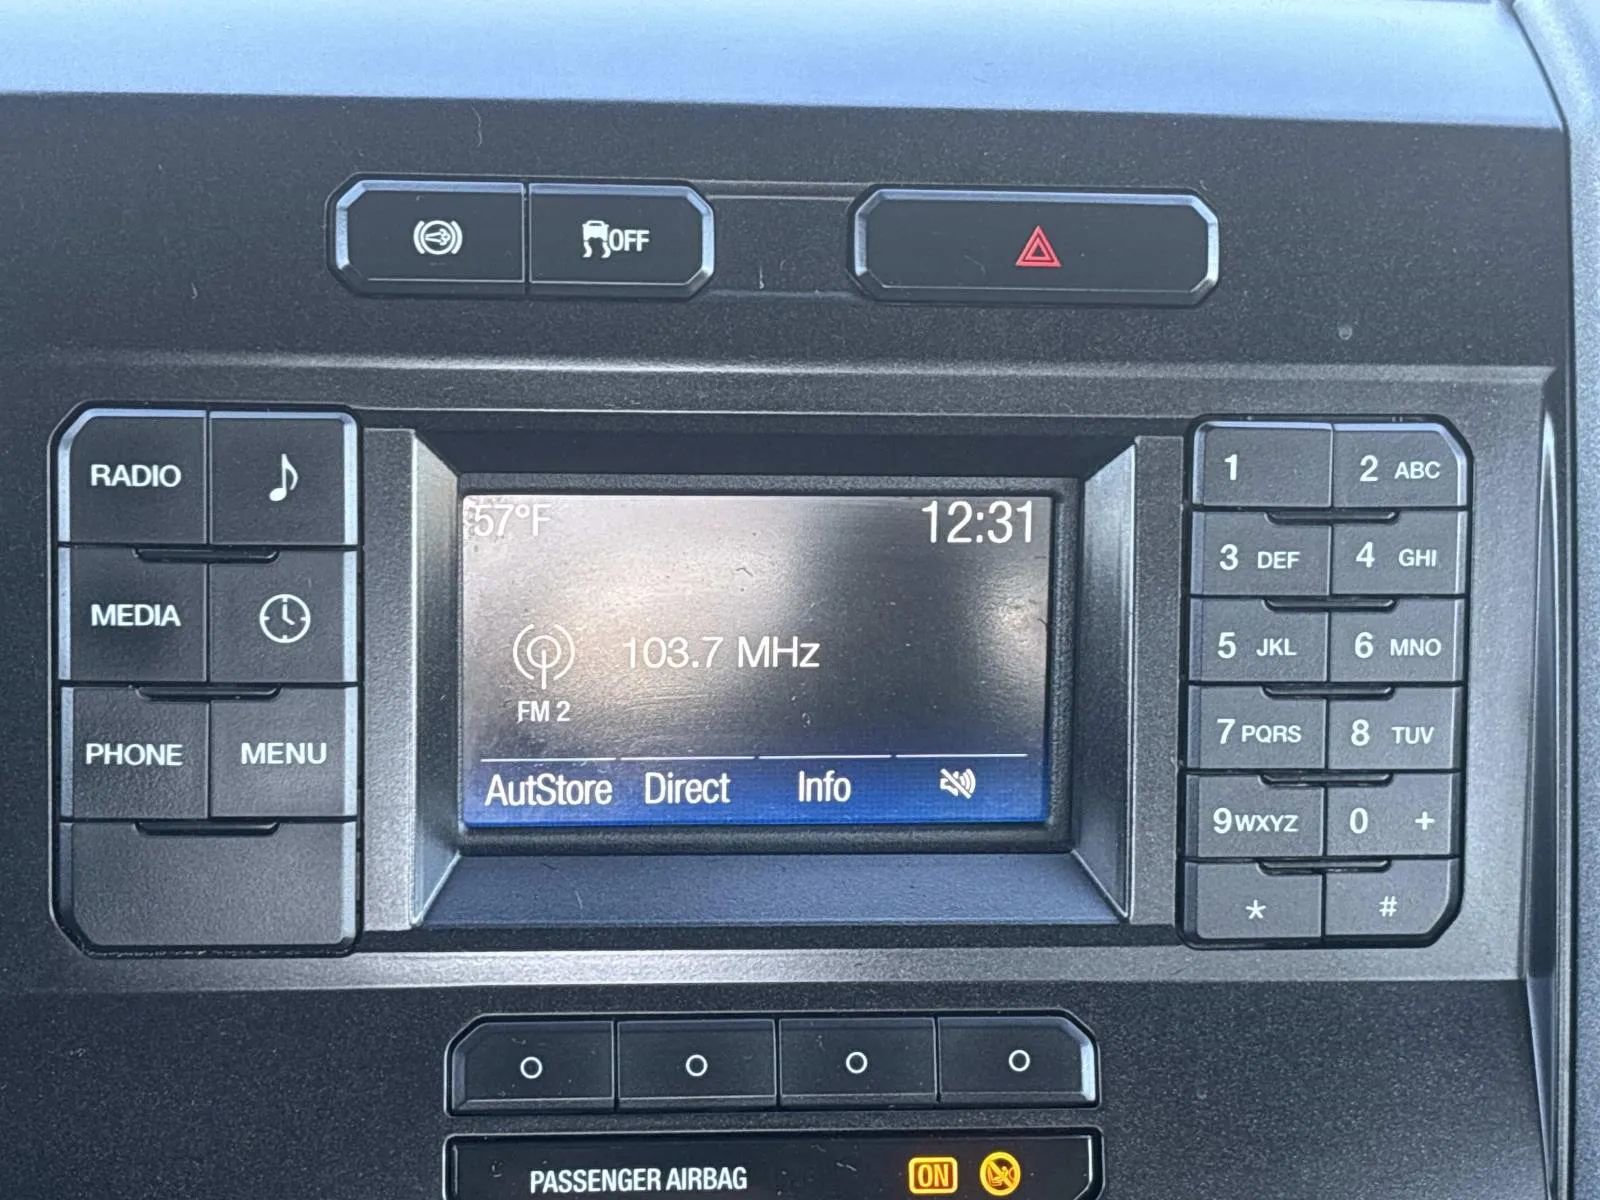 OFF
RADIO
MEDIA
PHONE MENU
57°F 12:31
103.7 MHz
FM 2
AutStore Direct Info
1 2 ABC
3 DEF 4 GHI
5 JKL 6 MNO
7 PQRS 8 TUV
9 WXYZ 0 +
* #
PASSENGER AIRBAG ON